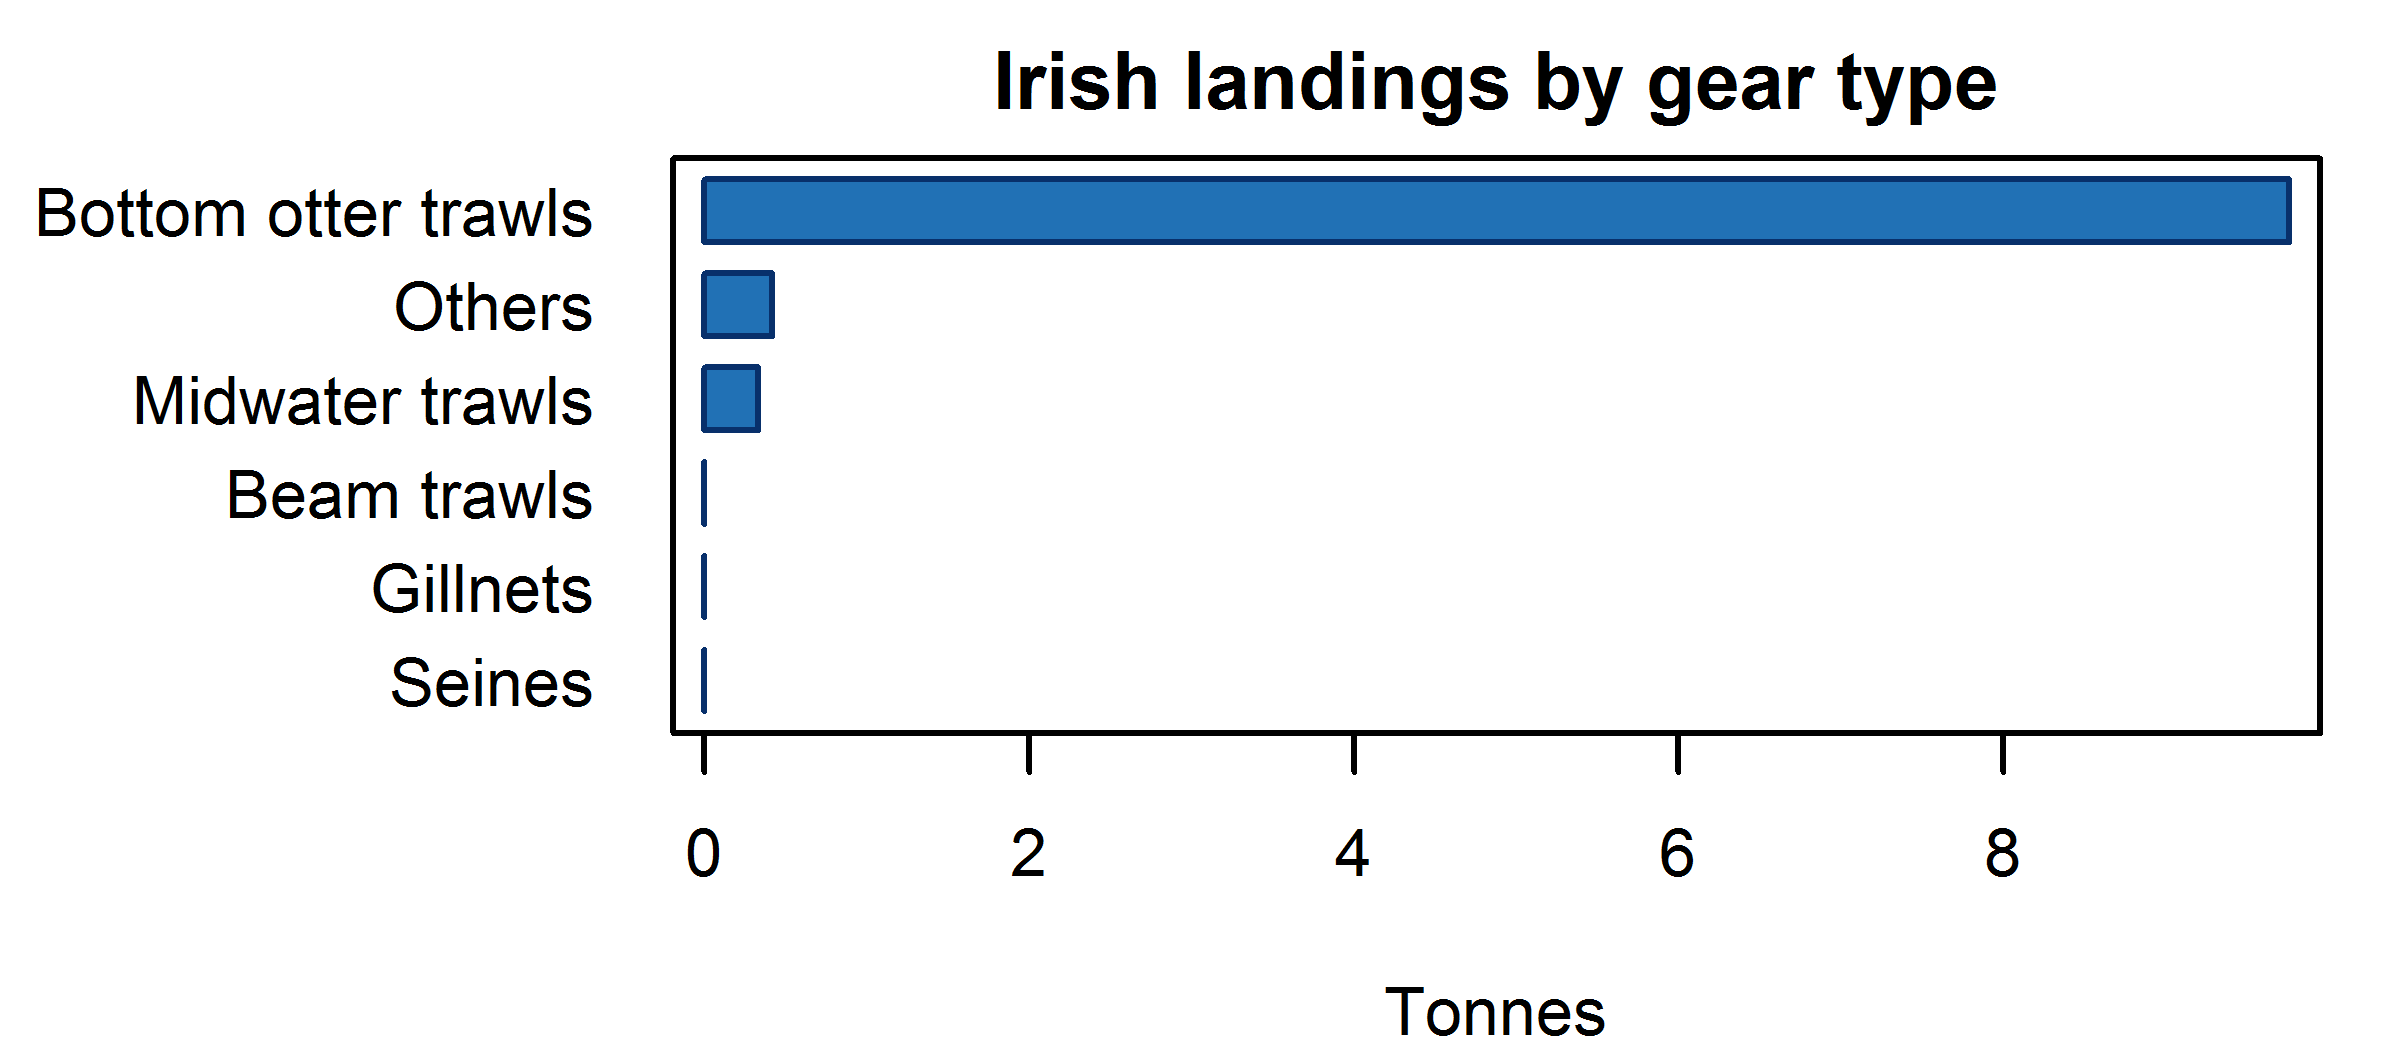 Irish landings by gear type
Bottom otter trawls
Others
Midwater trawls
Beam trawls
Gillnets
Seines
0 2 4 6 8
Tonnes